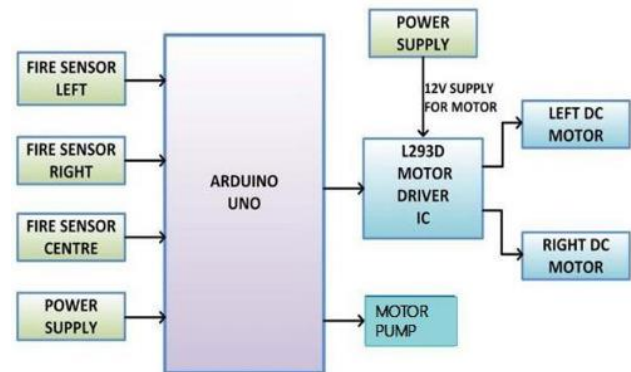 FIRE SENSOR
LEFT
FIRE SENSOR
RIGHT
FIRE SENSOR
CENTRE
POWER
SUPPLY
ARDUINO
UNO
POWER
SUPPLY
12V SUPPLY
FOR MOTOR
L293D
MOTOR
DRIVER
IC
LEFT DC
MOTOR
RIGHT DC
MOTOR
MOTOR
PUMP